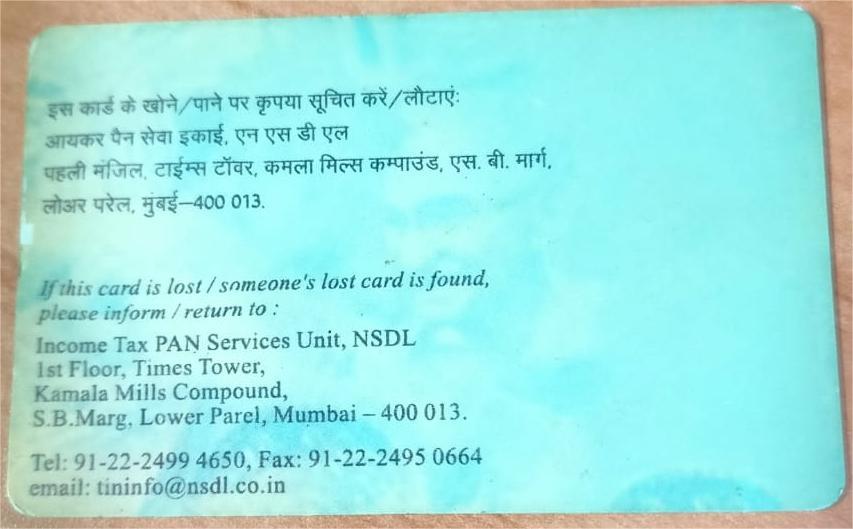 इस कार्ड के खोने/पाने पर कृपया सूचित करें/लौटाएं:
आयकर पैन सेवा इकाई, एन एस डी एल
पहली मंजिल, टाईम्स टॉवर, कमला मिल्स कम्पाउंड, एस. बी. मार्ग,
लोअर परेल, मुंबई–400 013.
If this card is lost / someone's lost card is found,
please inform / return to :
Income Tax PAN Services Unit, NSDL
1st Floor, Times Tower,
Kamala Mills Compound,
S.B.Marg, Lower Parel, Mumbai – 400 013.
Tel: 91-22-2499 4650, Fax: 91-22-2495 0664
email: tininfo@nsdl.co.in